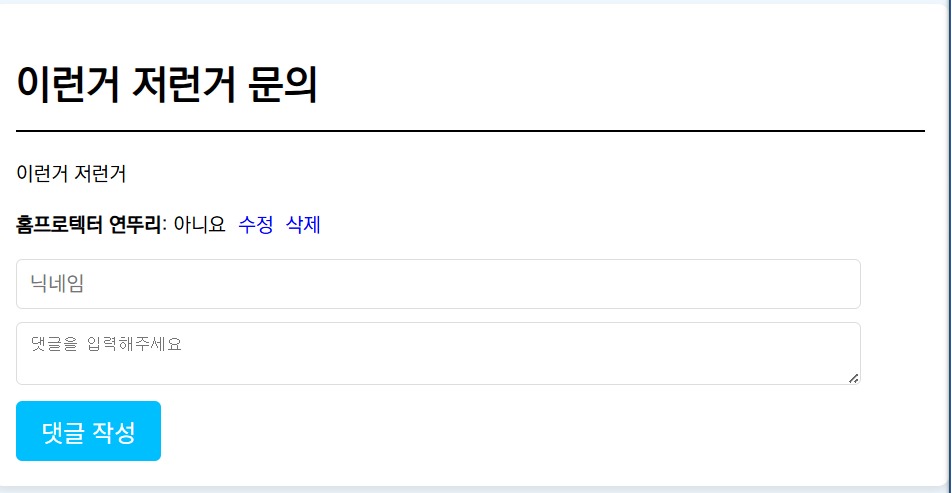 이런거 저런거 문의
이런거 저런거
홈프로텍터 연뚜리: 아니요 수정 삭제
닉네임
댓글을 입력해주세요
댓글 작성